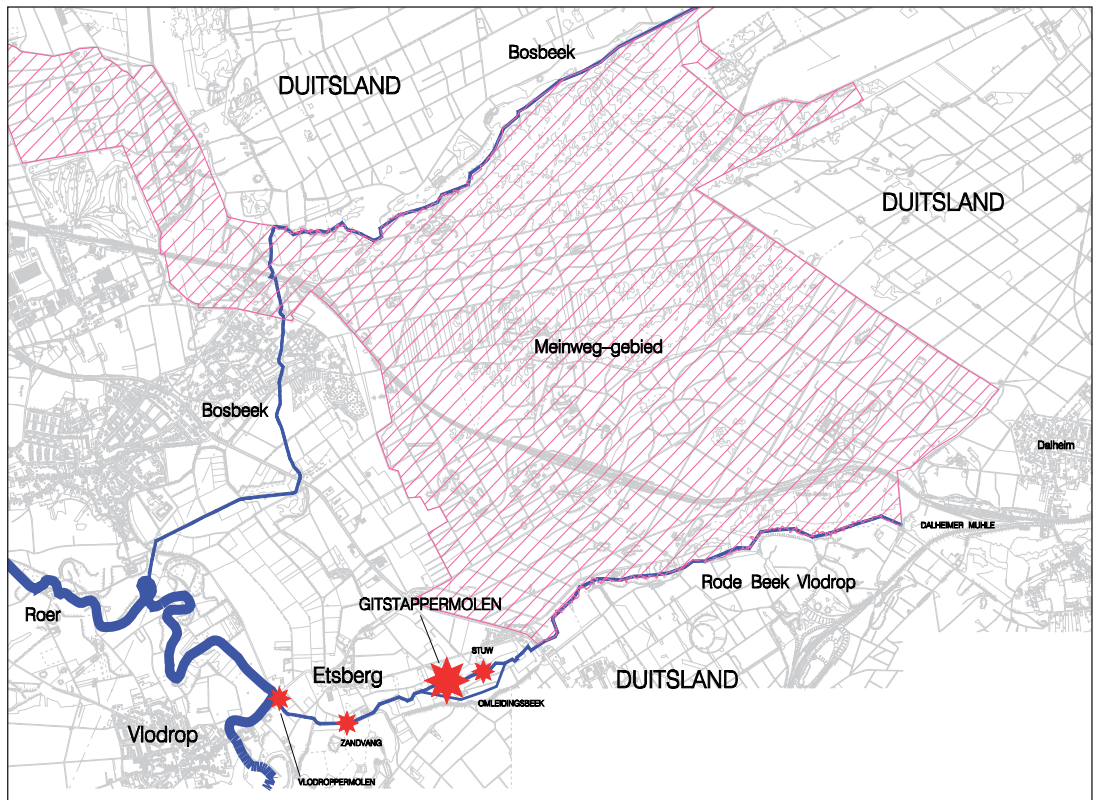 Bosbeek
DUITSLAND
DUITSLAND
Meinweg-gebied
Bosbeek
Dalheim
DALHEIMER MUHLE
Rode Beek Vlodrop
GITSTAPPERMOLEN
Roer
STUW
Etsberg
DUITSLAND
OMLEIDINGSBEEK
Vlodrop
ZANDVANG
VLODROPPERMOLEN